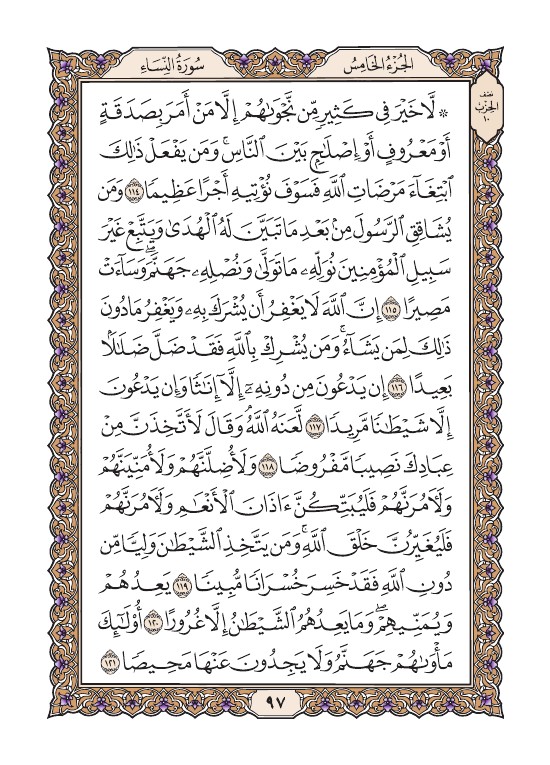 سُورَةُ النِّسَاءِ
الجُزْءُ الخَامِسُ
نصف
الحزب
١٠
۞ لَّا خَيْرَ فِي كَثِيرٍ مِّن نَّجْوَىٰهُمْ إِلَّا مَنْ أَمَرَ بِصَدَقَةٍ
أَوْ مَعْرُوفٍ أَوْ إِصْلَٰحٍۭ بَيْنَ ٱلنَّاسِۚ وَمَن يَفْعَلْ ذَٰلِكَ
ٱبْتِغَآءَ مَرْضَاتِ ٱللَّهِ فَسَوْفَ نُؤْتِيهِ أَجْرًا عَظِيمًا ١١٤ وَمَن
يُشَاقِقِ ٱلرَّسُولَ مِنۢ بَعْدِ مَا تَبَيَّنَ لَهُ ٱلْهُدَىٰ وَيَتَّبِعْ غَيْرَ
سَبِيلِ ٱلْمُؤْمِنِينَ نُوَلِّهِۦ مَا تَوَلَّىٰ وَنُصْلِهِۦ جَهَنَّمَۖ وَسَآءَتْ
مَصِيرًا ١١٥ إِنَّ ٱللَّهَ لَا يَغْفِرُ أَن يُشْرَكَ بِهِۦ وَيَغْفِرُ مَا دُونَ
ذَٰلِكَ لِمَن يَشَآءُۚ وَمَن يُشْرِكْ بِٱللَّهِ فَقَدْ ضَلَّ ضَلَٰلًۢا
بَعِيدًا ١١٦ إِن يَدْعُونَ مِن دُونِهِۦٓ إِلَّآ إِنَٰثًا وَإِن يَدْعُونَ
إِلَّا شَيْطَٰنًا مَّرِيدًا ١١٧ لَّعَنَهُ ٱللَّهُۘ وَقَالَ لَأَتَّخِذَنَّ مِنْ
عِبَادِكَ نَصِيبًا مَّفْرُوضًا ١١٨ وَلَأُضِلَّنَّهُمْ وَلَأُمَنِّيَنَّهُمْ
وَلَءَامُرَنَّهُمْ فَلَيُبَتِّكُنَّ ءَاذَانَ ٱلْأَنْعَٰمِ وَلَءَامُرَنَّهُمْ
فَلَيُغَيِّرُنَّ خَلْقَ ٱللَّهِۚ وَمَن يَتَّخِذِ ٱلشَّيْطَٰنَ وَلِيًّا مِّن
دُونِ ٱللَّهِ فَقَدْ خَسِرَ خُسْرَانًا مُّبِينًا ١١٩ يَعِدُهُمْ
وَيُمَنِّيهِمْۖ وَمَا يَعِدُهُمُ ٱلشَّيْطَٰنُ إِلَّا غُرُورًا ١٢٠ أُو۟لَٰٓئِكَ
مَأْوَىٰهُمْ جَهَنَّمُ وَلَا يَجِدُونَ عَنْهَا مَحِيصًا ١٢١
٩٧